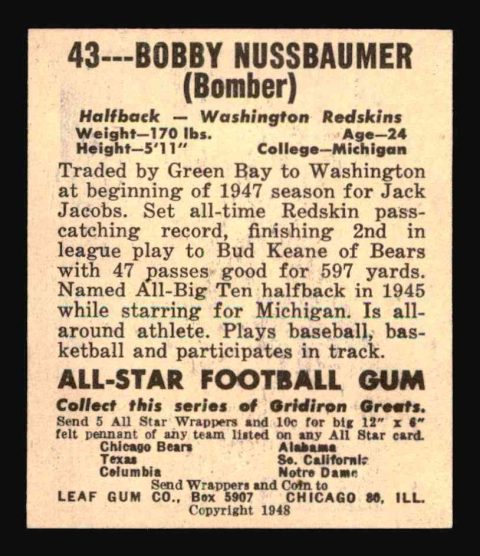 43---BOBBY NUSSBAUMER
(Bomber)
Halfback — Washington Redskins
Weight—170 lbs. Age—24
Height—5'11" College—Michigan
Traded by Green Bay to Washington
at beginning of 1947 season for Jack
Jacobs. Set all-time Redskin pass-
catching record, finishing 2nd in
league play to Bud Keane of Bears
with 47 passes good for 597 yards.
Named All-Big Ten halfback in 1945
while starring for Michigan. Is all-
around athlete. Plays baseball, bas-
ketball and participates in track.
ALL-STAR FOOTBALL GUM
Collect this series of Gridiron Greats.
Send 5 All Star Wrappers and 10c for big 12" x 6"
felt pennant of any team listed on any All Star card.
Chicago Bears Alabama
Texas So. California
Columbia Notre Dame
Send Wrappers and Coin to
LEAF GUM CO., Box 5907 CHICAGO 80, ILL.
Copyright 1948